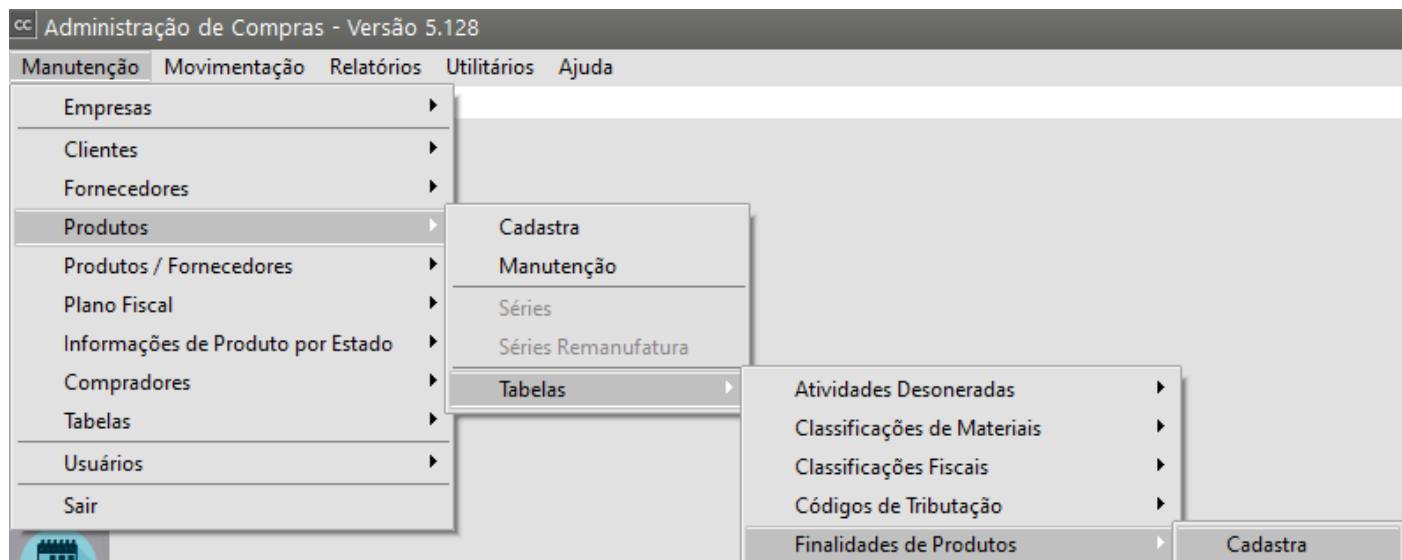 cc Administração de Compras - Versão 5.128
Manutenção Movimentação Relatórios Utilitários Ajuda
Empresas
Clientes
Fornecedores
Produtos
Produtos / Fornecedores
Plano Fiscal
Informações de Produto por Estado
Compradores
Tabelas
Usuários
Sair
Cadastra
Manutenção
Séries
Séries Remanufatura
Tabelas
Atividades Desoneradas
Classificações de Materiais
Classificações Fiscais
Códigos de Tributação
Finalidades de Produtos
Cadastra